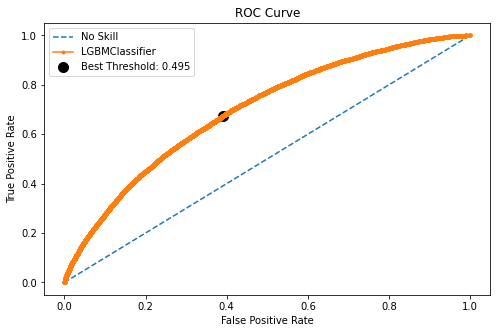 ROC Curve
No Skill
LGBMClassifier
Best Threshold: 0.495
True Positive Rate
1.0
0.8
0.6
0.4
0.2
0.0
0.0 0.2 0.4 0.6 0.8 1.0
False Positive Rate